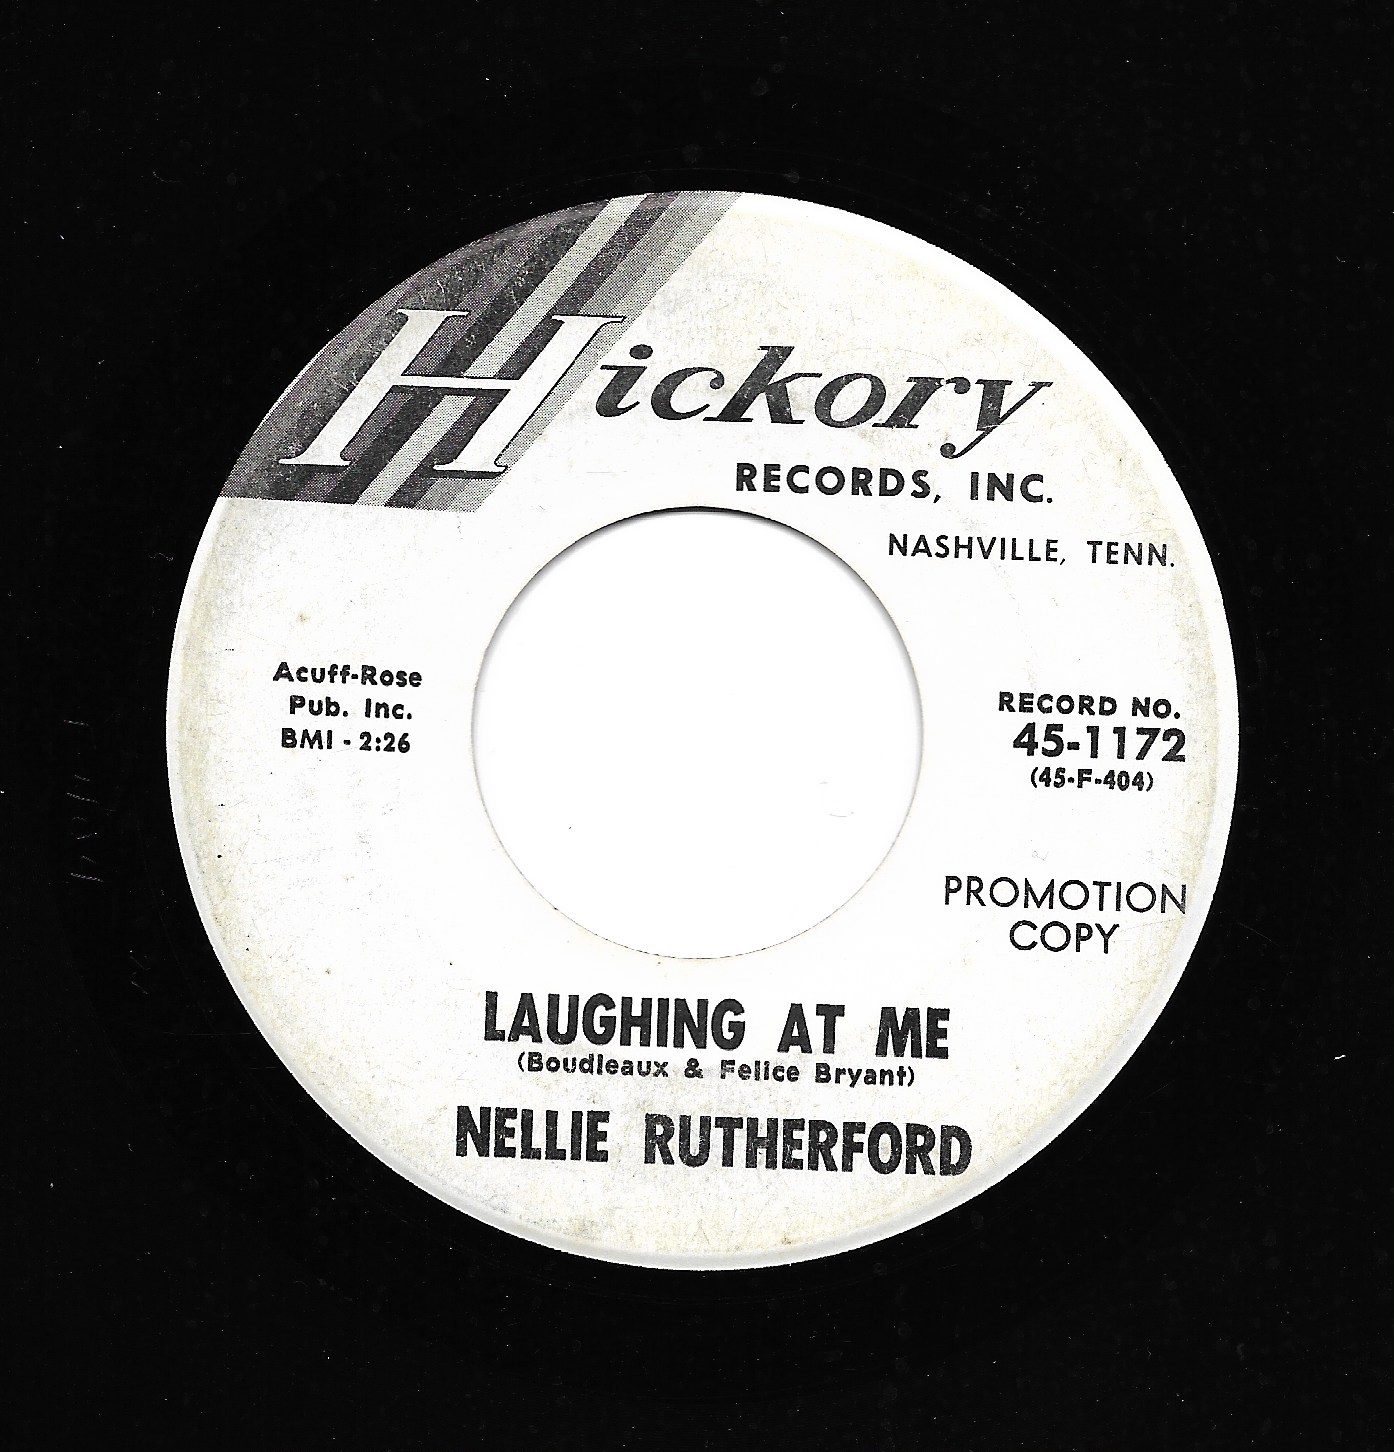 Hickory
RECORDS, INC.
NASHVILLE, TENN.
Acuff-Rose
Pub. Inc.
BMI - 2:26
RECORD NO.
45-1172
(45-F-404)
PROMOTION
COPY
LAUGHING AT ME
(Boudleaux & Felice Bryant)
NELLIE RUTHERFORD